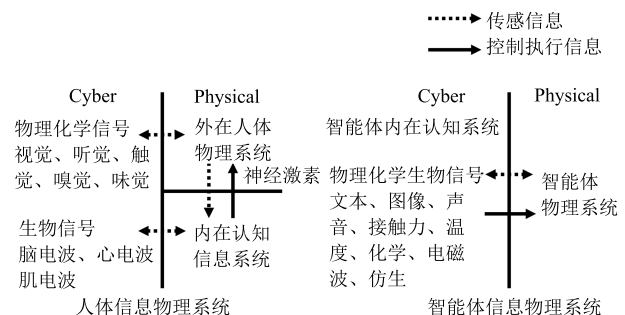 传感信息
控制执行信息
Cyber
Physical
物理化学信号
视觉、听觉、触
觉、嗅觉、味觉
外在人体
物理系统
神经激素
生物信号
脑电波、心电波
肌电波
内在认知
信息系统
人体信息物理系统
Cyber
Physical
智能体内在认知系统
物理化学生物信号
文本、图像、声
音、接触力、温
度、化学、电磁
波、仿生
智能体
物理系统
智能体信息物理系统